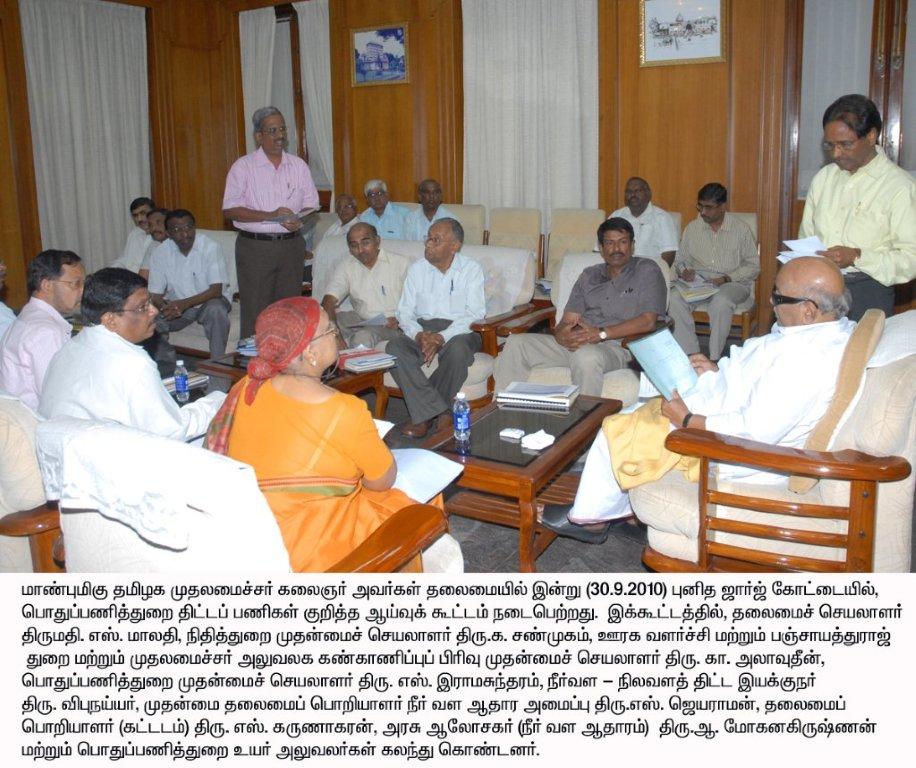 மாண்புமிகு தமிழக முதலமைச்சர் கலைஞர் அவர்கள் தலைமையில் இன்று (30.9.2010) புனித ஜார்ஜ் கோட்டையில்,
பொதுப்பணித்துறை திட்டப் பணிகள் குறித்த ஆய்வுக் கூட்டம் நடைபெற்றது. இக்கூட்டத்தில், தலைமைச் செயலாளர்
திருமதி. எஸ். மாலதி, நிதித்துறை முதன்மைச் செயலாளர் திரு.க. சண்முகம், ஊரக வளர்ச்சி மற்றும் பஞ்சாயத்துராஜ்
துறை மற்றும் முதலமைச்சர் அலுவலக கண்காணிப்புப் பிரிவு முதன்மைச் செயலாளர் திரு. கா. அலாவுதீன்,
பொதுப்பணித்துறை முதன்மைச் செயலாளர் திரு. எஸ். இராமசுந்தரம், நீர்வள – நிலவளத் திட்ட இயக்குநர்
திரு. விபுநய்யர், முதன்மை தலைமைப் பொறியாளர் நீர் வள ஆதார அமைப்பு திரு.எஸ். ஜெயராமன், தலைமைப்
பொறியாளர் (கட்டடம்) திரு. எஸ். கருணாகரன், அரசு ஆலோசகர் (நீர் வள ஆதாரம்) திரு.ஆ. மோகனகிருஷ்ணன்
மற்றும் பொதுப்பணித்துறை உயர் அலுவலர்கள் கலந்து கொண்டனர்.